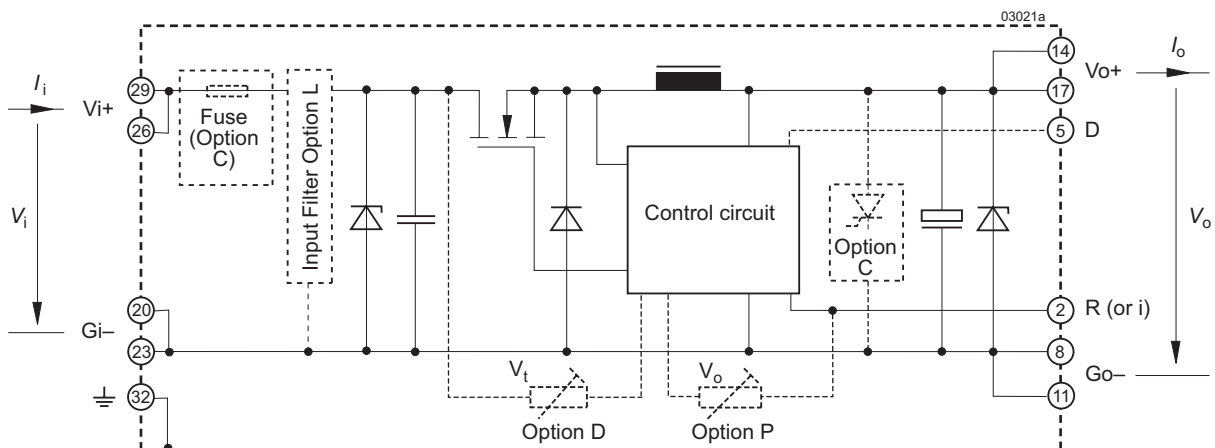 03021a
14
Io
Vo+
Ii
29
17
Vi+
Fuse
(Option
C)
26
5
D
Input Filter Option L
Control circuit
Vi
Vo
Option
C
20
2
R (or i)
Gi–
23
8
Vt
Vo
Go–
32
11
Option D
Option P